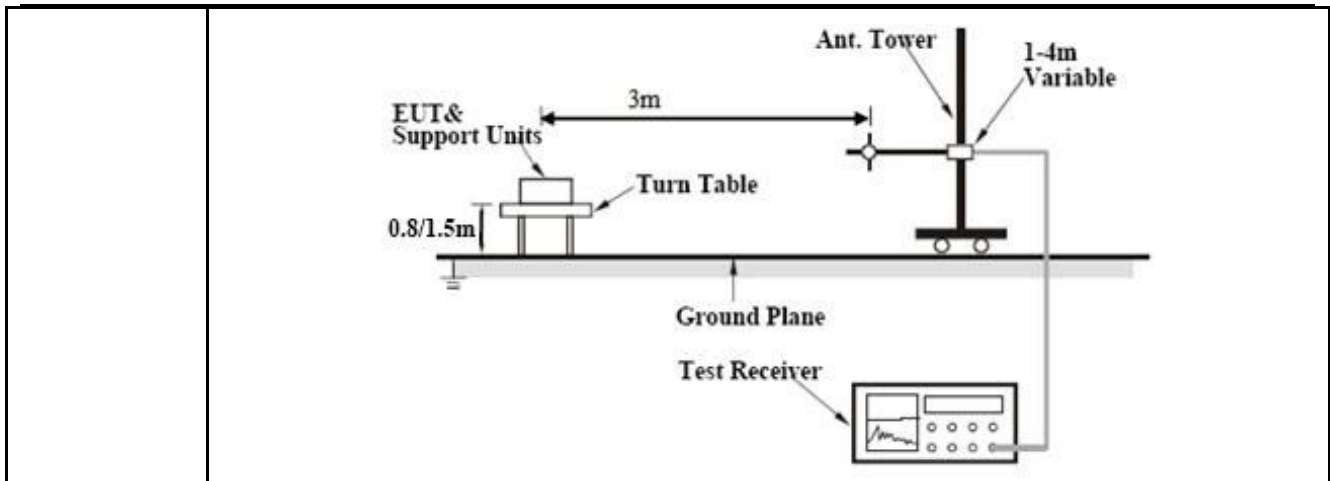 Ant. Tower
1-4m
Variable
3m
EUT&
Support Units
Turn Table
0.8/1.5m
Ground Plane
Test Receiver